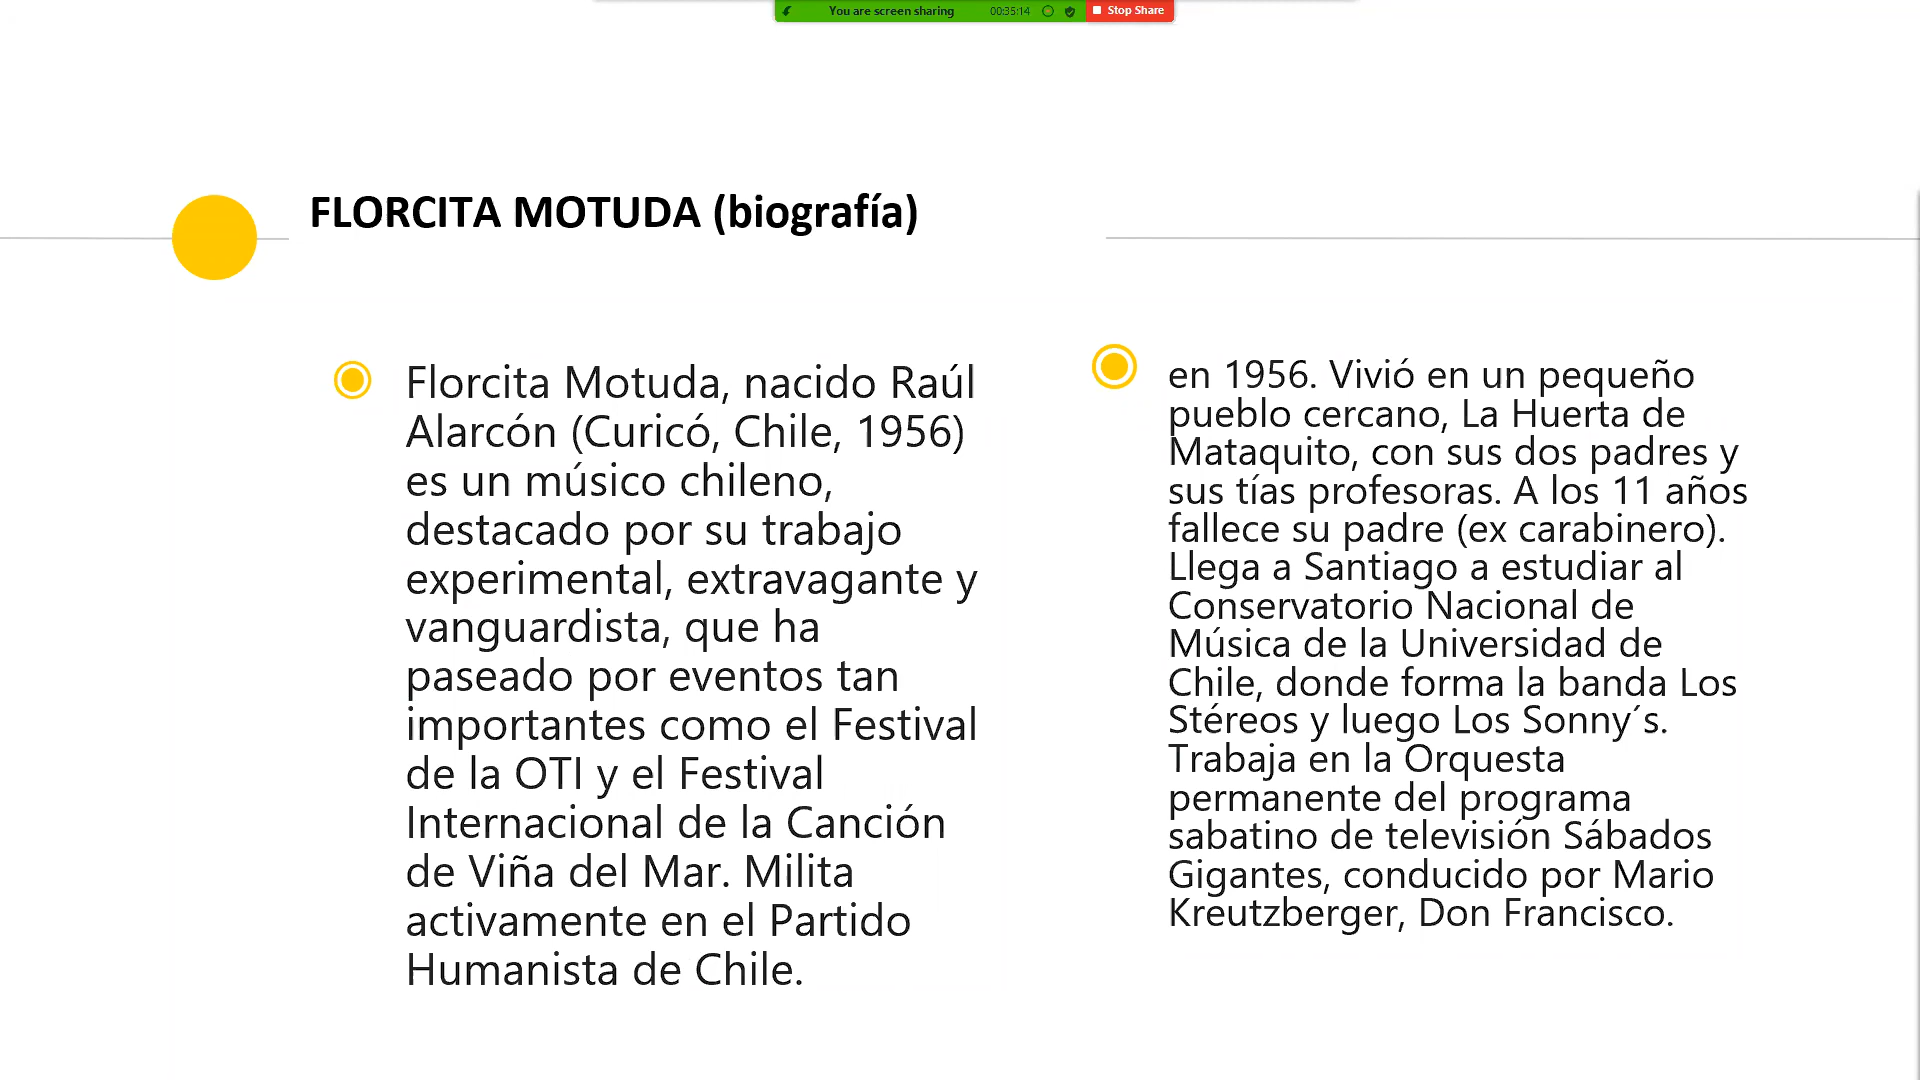 You are screen sharing
00:35:14
Stop Share
FLORCITA MOTUDA (biografía)
Florcita Motuda, nacido Raúl
Alarcón (Curicó, Chile, 1956)
es un músico chileno,
destacado por su trabajo
experimental, extravagante y
vanguardista, que ha
paseado por eventos tan
importantes como el Festival
de la OTI y el Festival
Internacional de la Canción
de Viña del Mar. Milita
activamente en el Partido
Humanista de Chile.
en 1956. Vivió en un pequeño
pueblo cercano, La Huerta de
Mataquito, con sus dos padres y
sus tías profesoras. A los 11 años
fallece su padre (ex carabinero).
Llega a Santiago a estudiar al
Conservatorio Nacional de
Música de la Universidad de
Chile, donde forma la banda Los
Stéreos y luego Los Sonny´s.
Trabaja en la Orquesta
permanente del programa
sabatino de televisión Sábados
Gigantes, conducido por Mario
Kreutzberger, Don Francisco.